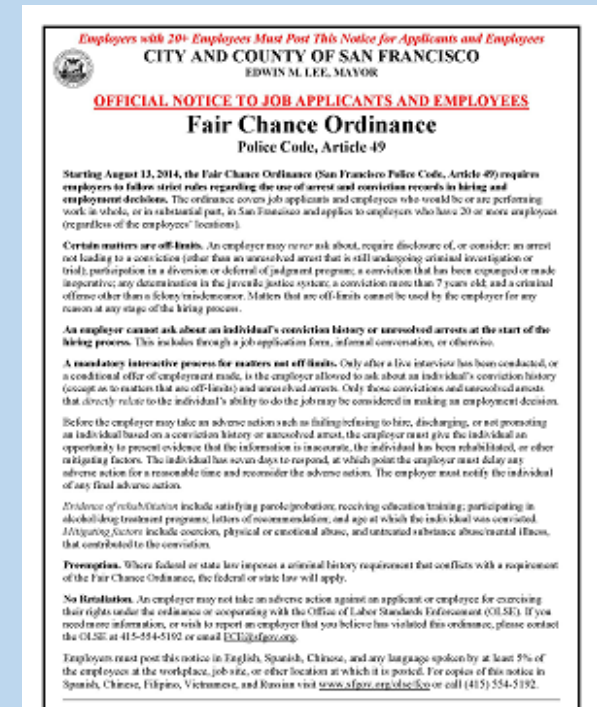 Employers with 20+ Employees Must Post This Notice for Applicants and Employees
CITY AND COUNTY OF SAN FRANCISCO
EDWIN M. LEE, MAYOR
OFFICIAL NOTICE TO JOB APPLICANTS AND EMPLOYEES
Fair Chance Ordinance
Police Code, Article 49
Starting August 13, 2014, the Fair Chance Ordinance (San Francisco Police Code, Article 49) requires
employers to follow strict rules regarding the use of arrest and conviction records in hiring and
employment decisions. The ordinance covers job applicants and employees who would be or are performing
work in whole, or in substantial part, in San Francisco and applies to employers who have 20 or more employees
(regardless of the employees' locations).
Certain matters are off-limits. An employer may never ask about, require disclosure of, or consider: an arrest
not leading to a conviction (other than an unresolved arrest that is still undergoing criminal investigation or
trial); participation in a diversion or deferral of judgment program; a conviction that has been expunged or made
inoperative; any determination in the juvenile justice system; a conviction more than 7 years old; and a criminal
offense other than a felony/misdemeanor. Matters that are off-limits cannot be used by the employer for any
reason at any stage of the hiring process.
An employer cannot ask about an individual's conviction history or unresolved arrests at the start of the
hiring process. This includes through a job application form, informal conversation, or otherwise.
A mandatory interactive process for matters not off-limits. Only after a live interview has been conducted, or
a conditional offer of employment made, is the employer allowed to ask about an individual's conviction history
(except as to matters that are off-limits) and unresolved arrests. Only those convictions and unresolved arrests
that directly relate to the individual's ability to do the job may be considered in making an employment decision.
Before the employer may take an adverse action such as failing/refusing to hire, discharging, or not promoting
an individual based on a conviction history or unresolved arrest, the employer must give the individual an
opportunity to present evidence that the information is inaccurate, the individual has been rehabilitated, or other
mitigating factors. The individual has seven days to respond, at which point the employer must delay any
adverse action for a reasonable time and reconsider the adverse action. The employer must notify the individual
of any final adverse action.
Evidence of rehabilitation include satisfying parole/probation; receiving education/training; participating in
alcohol/drug treatment programs; letters of recommendation; and age at which the individual was convicted.
Mitigating factors include coercion, physical or emotional abuse, and untreated substance abuse/mental illness,
that contributed to the conviction.
Preemption. Where federal or state law imposes a criminal history requirement that conflicts with a requirement
of the Fair Chance Ordinance, the federal or state law will apply.
No Retaliation. An employer may not take an adverse action against an applicant or employee for exercising
their rights under the ordinance or cooperating with the Office of Labor Standards Enforcement (OLSE). If you
need more information, or wish to report an employer that you believe has violated this ordinance, please contact
the OLSE at 415-554-5192 or email FCE@sfgov.org.
Employers must post this notice in English, Spanish, Chinese, and any language spoken by at least 5% of
the employees at the workplace, job site, or other location at which it is posted. For copies of this notice in
Spanish, Chinese, Filipino, Vietnamese, and Russian visit www.sfgov.org/olse/fco or call (415) 554-5192.